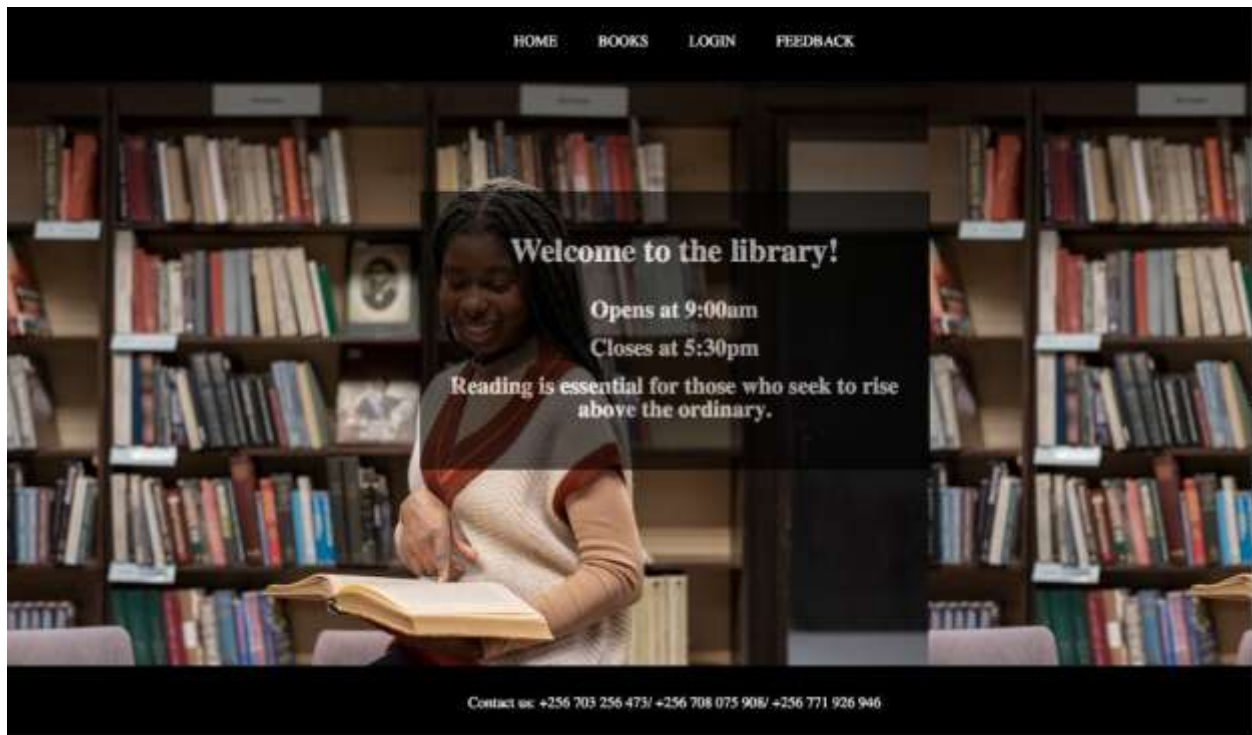 HOME BOOKS LOGIN FEEDBACK
Welcome to the library!
Opens at 9:00am
Closes at 5:30pm
Reading is essential for those who seek to rise
above the ordinary.
Contact us: +256 703 256 473/ +256 708 075 908/ +256 771 926 946